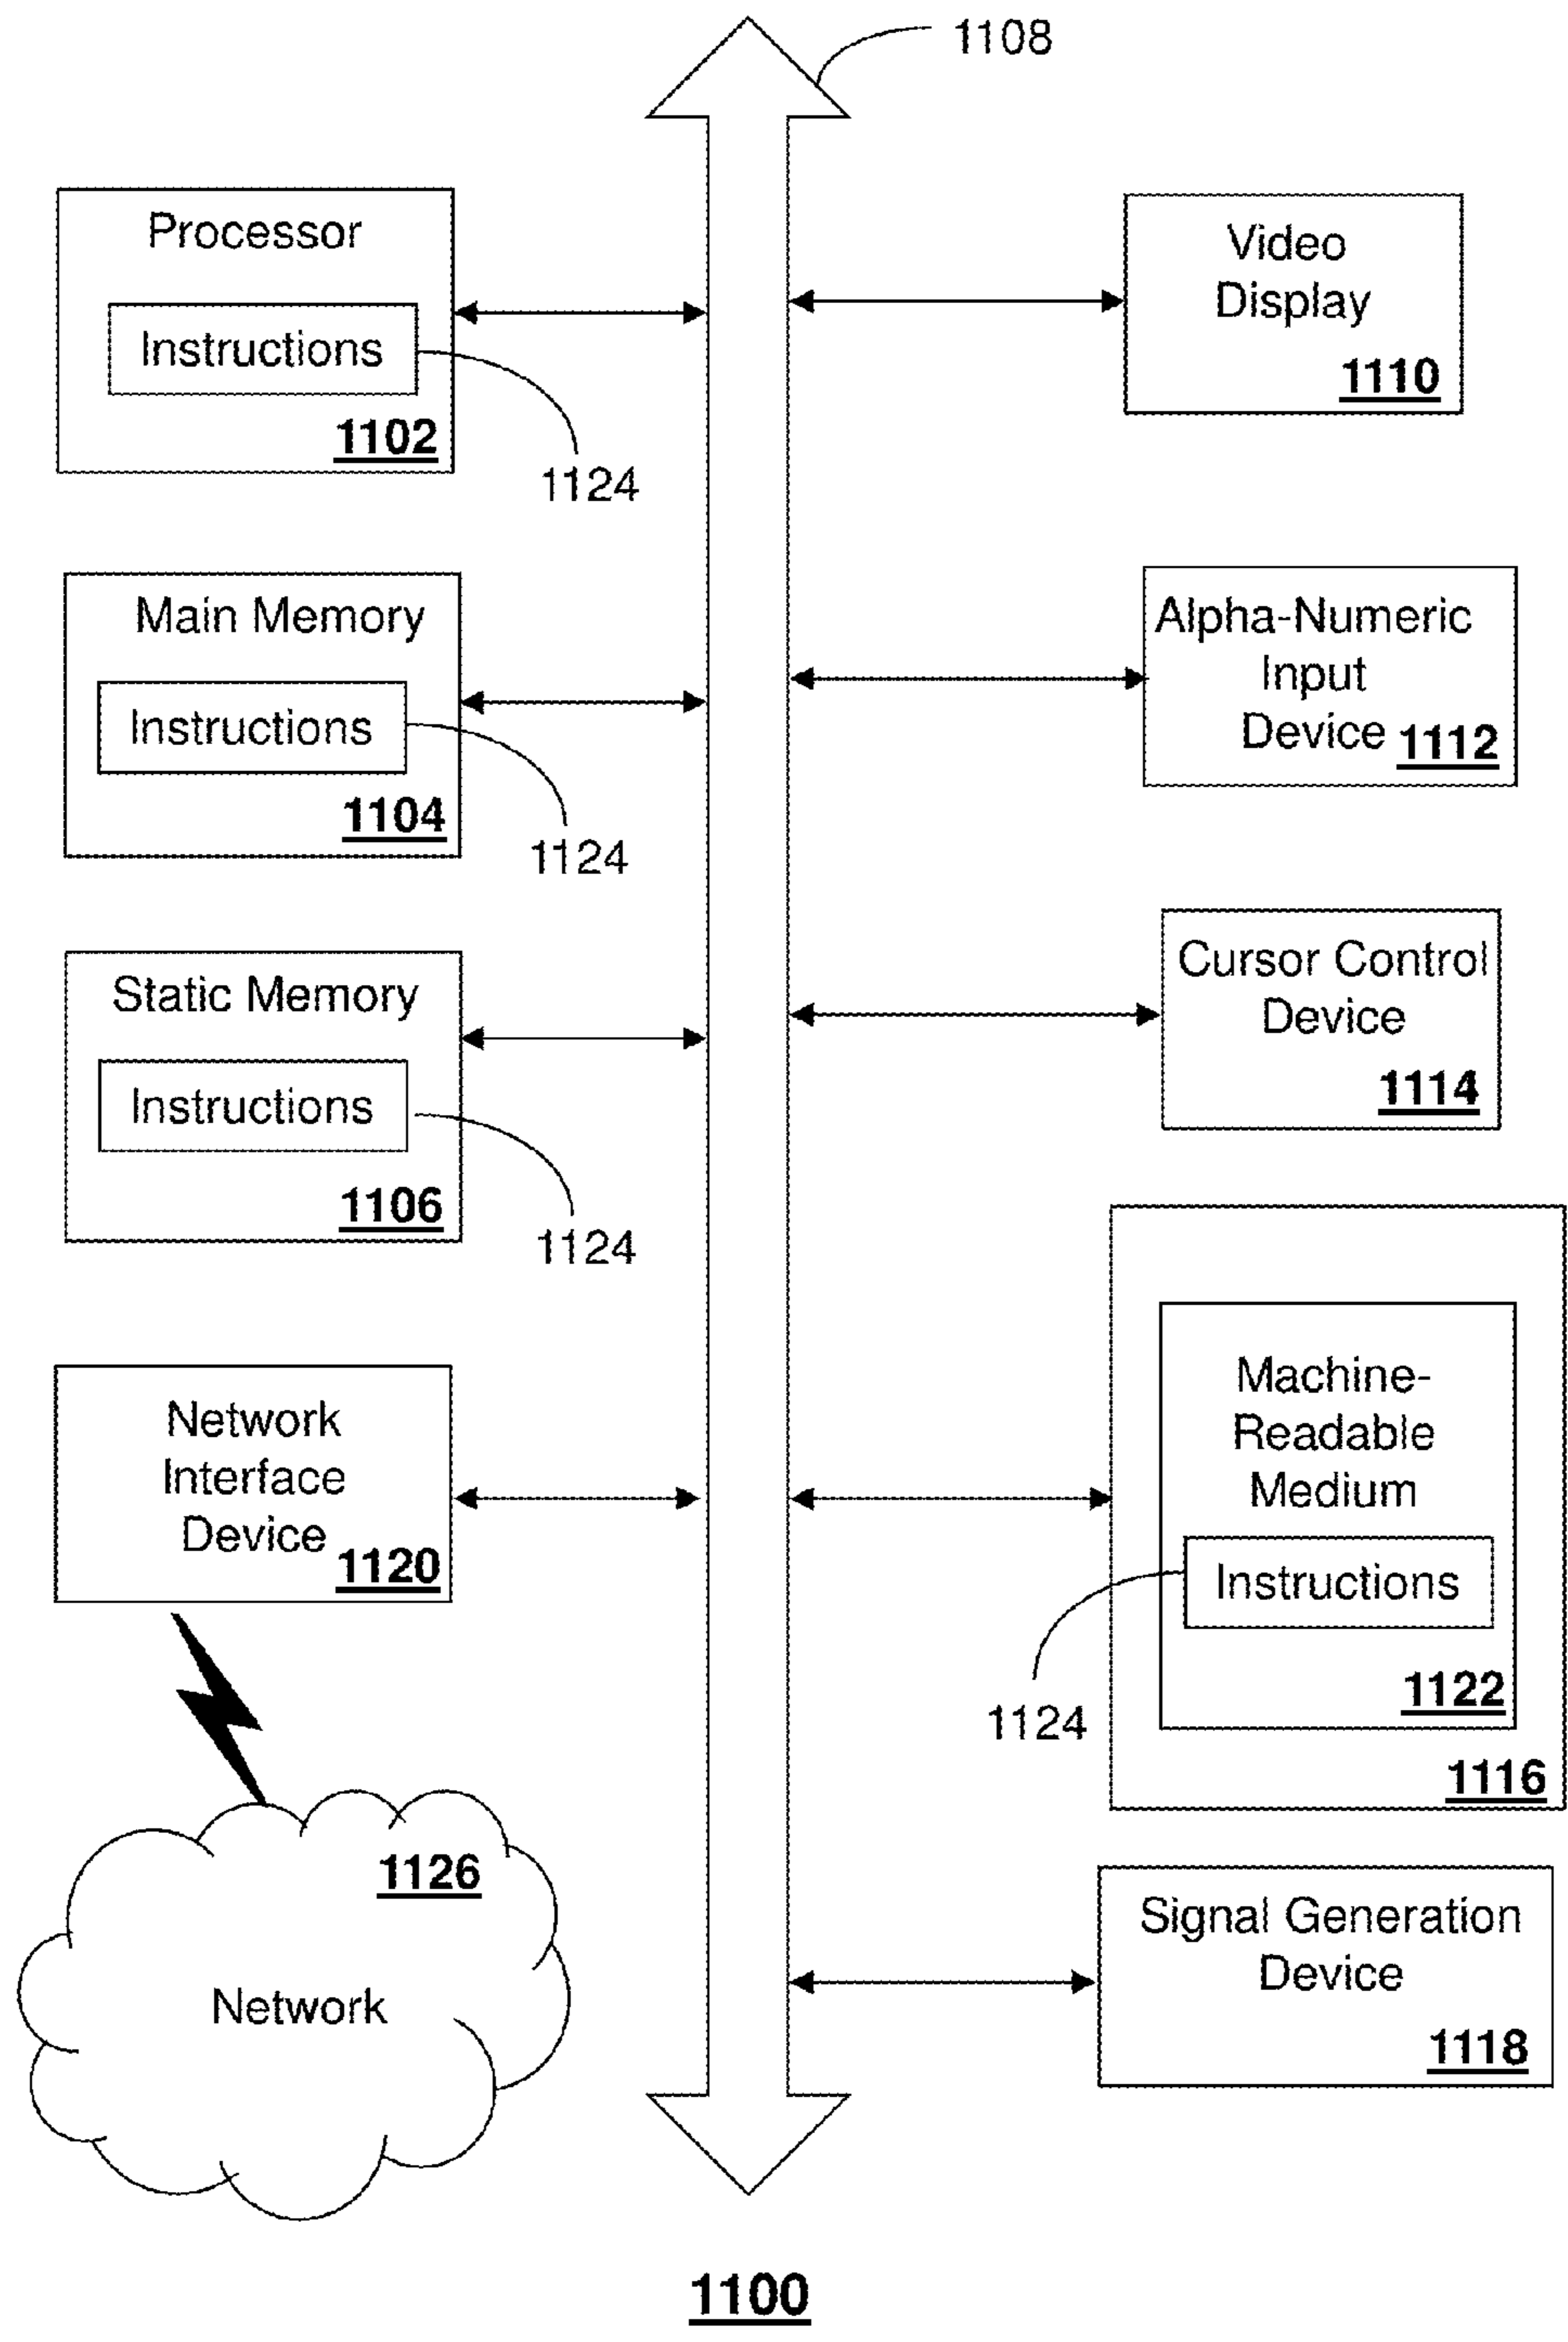 1108
Processor
Instructions
1102
1124
Main Memory
Instructions
1104
1124
Static Memory
Instructions
1106
1124
Network
Interface
Device
1120
1126
Network
Video
Display
1110
Alpha-Numeric
Input
Device 1112
Cursor Control
Device
1114
Machine-
Readable
Medium
Instructions
1124
1122
1116
Signal Generation
Device
1118
1100